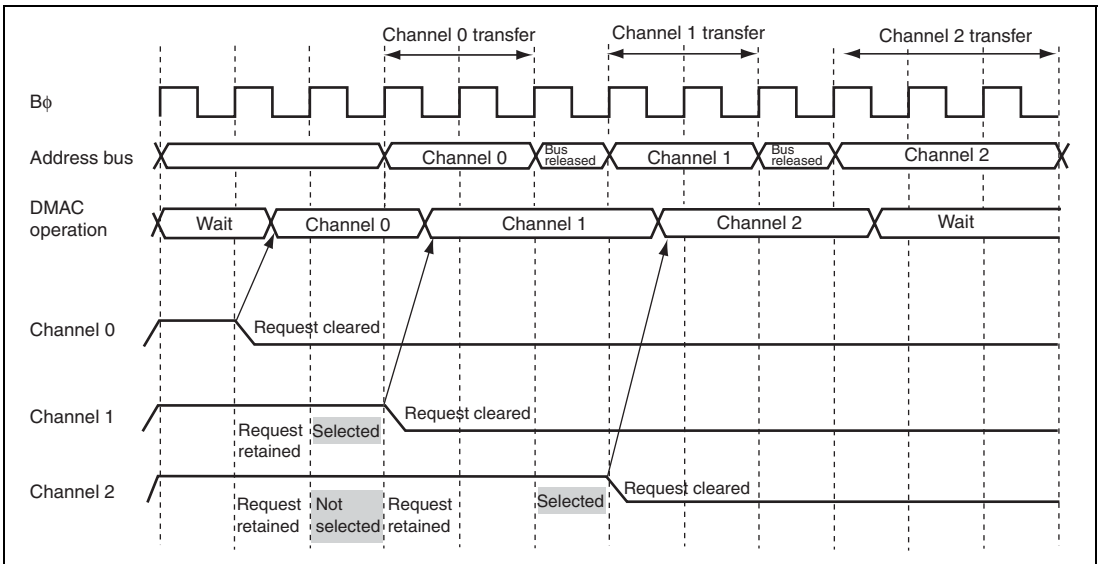 Channel 0 transfer
Channel 1 transfer
Channel 2 transfer
Bϕ
Address bus
Channel 0
Bus
released
Channel 1
Bus
released
Channel 2
DMAC
operation
Wait
Channel 0
Channel 1
Channel 2
Wait
Channel 0
Request cleared
Channel 1
Request
retained
Selected
Request cleared
Channel 2
Request
retained
Not
selected
Request
retained
Selected
Request cleared